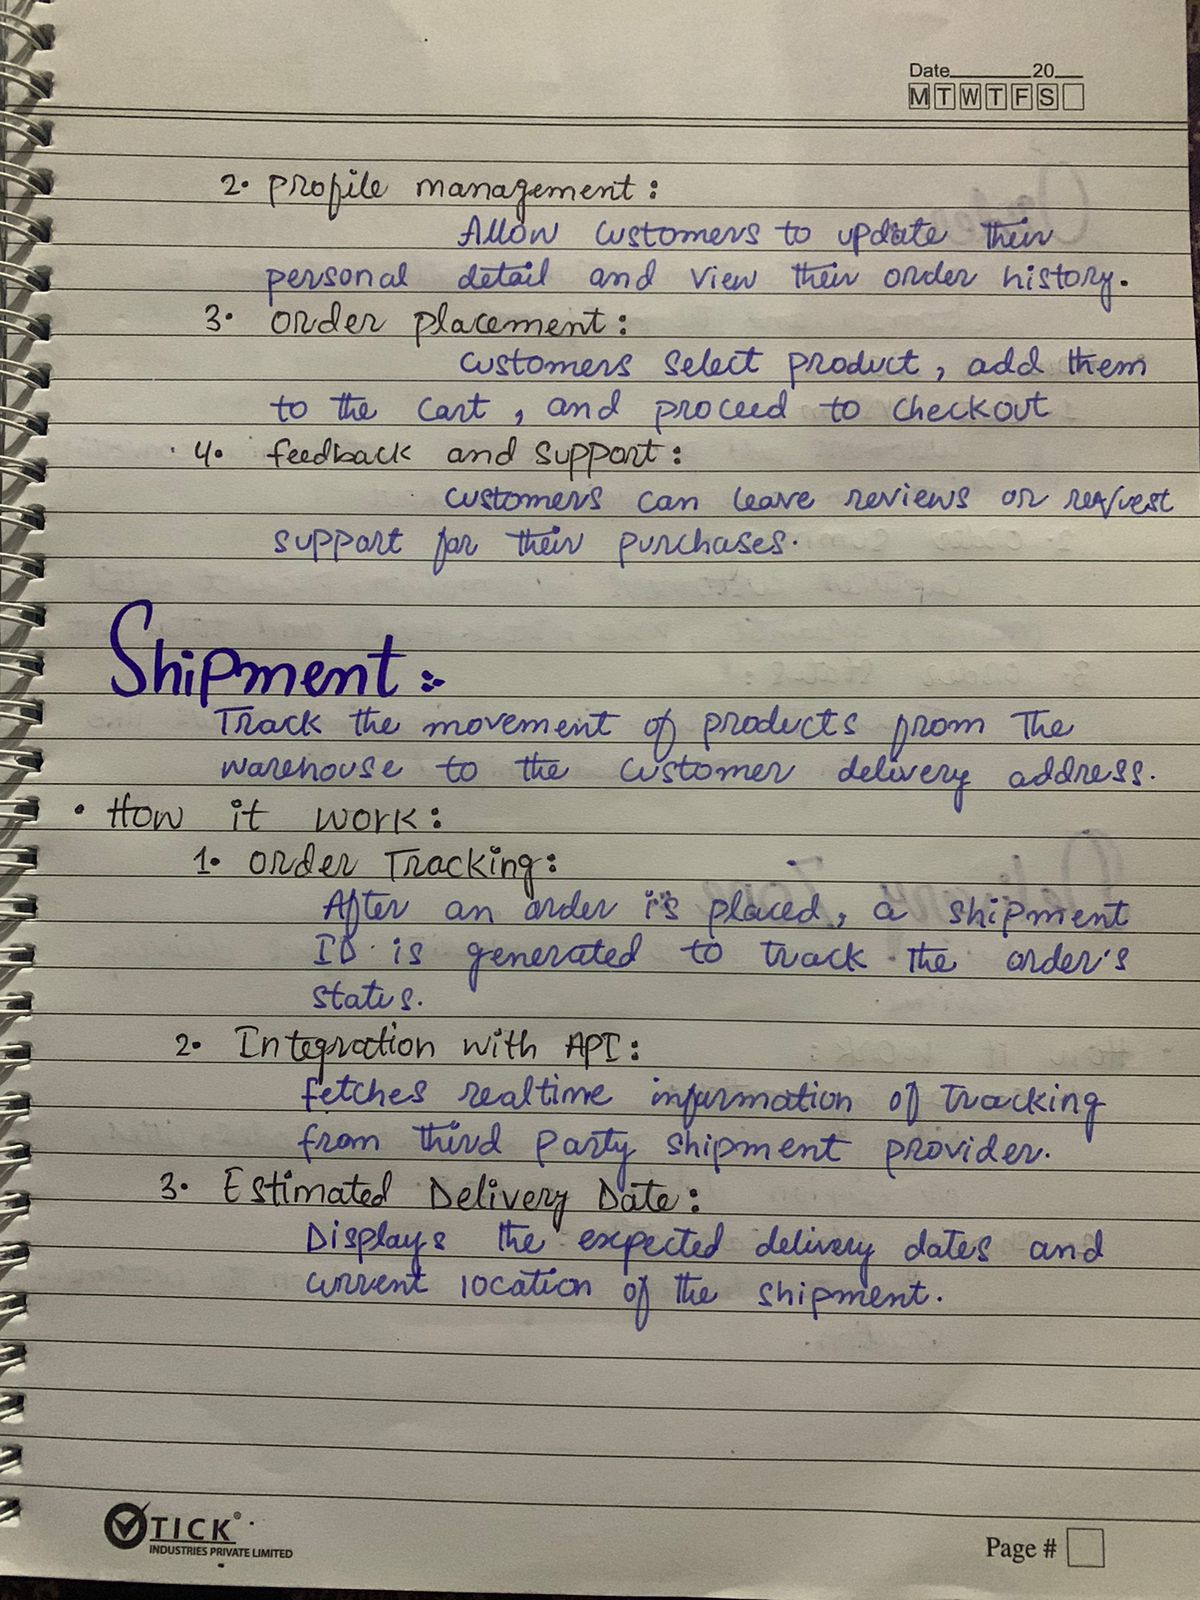 Date 20
M T W T F S
2. profile management:
Allow customers to update their
personal detail and view their order history.
3. order placement:
customers select product, add them
to the cart, and proceed to checkout
4. feedback and support:
customers can leave reviews or request
support for their purchases.
Shipment:-
Track the movement of products from The
warehouse to the customer delivery address.
• How it work:
1. order Tracking:
After an order is placed, a shipment
ID is generated to track the order's
status.
2. Integration with API:
fetches realtime information of tracking
from third party shipment provider.
3. Estimated Delivery Date:
Displays the expected delivery dates and
current location of the shipment.
TICK®
INDUSTRIES PRIVATE LIMITED
Page #